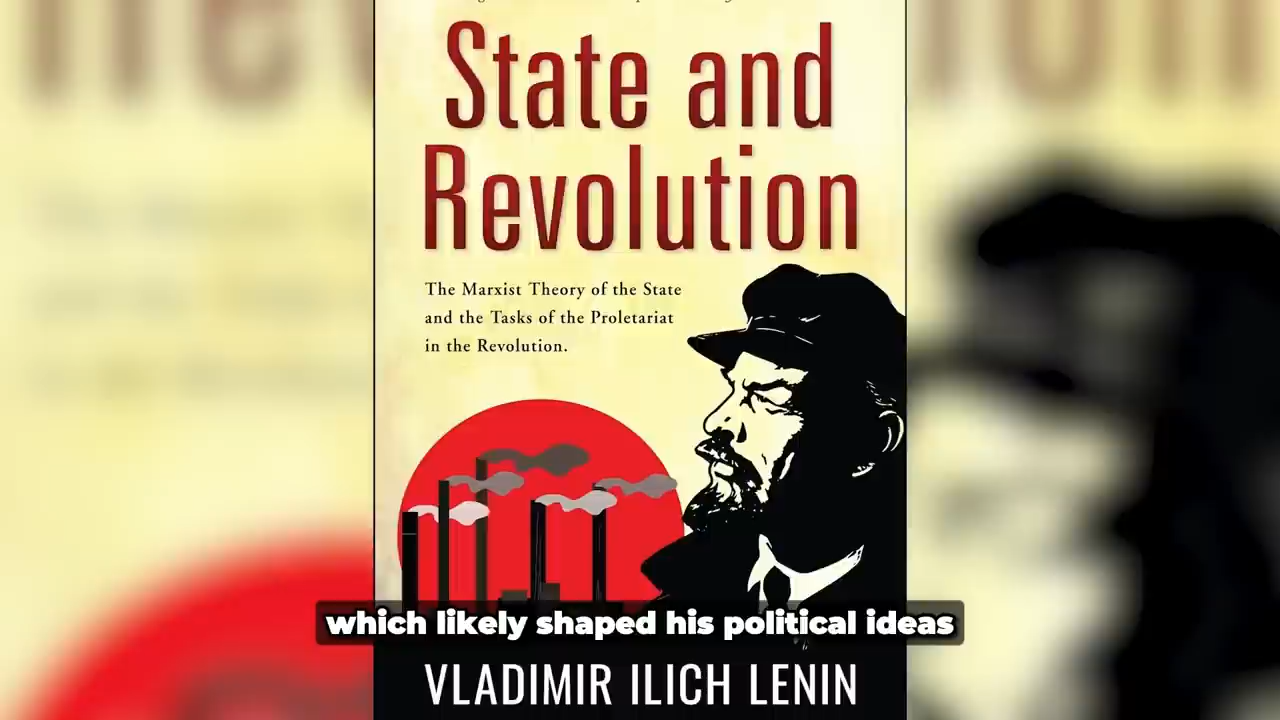 State and
Revolution
The Marxist Theory of the State
and the Tasks of the Proletariat
in the Revolution.
which likely shaped his political ideas
VLADIMIR ILICH LENIN